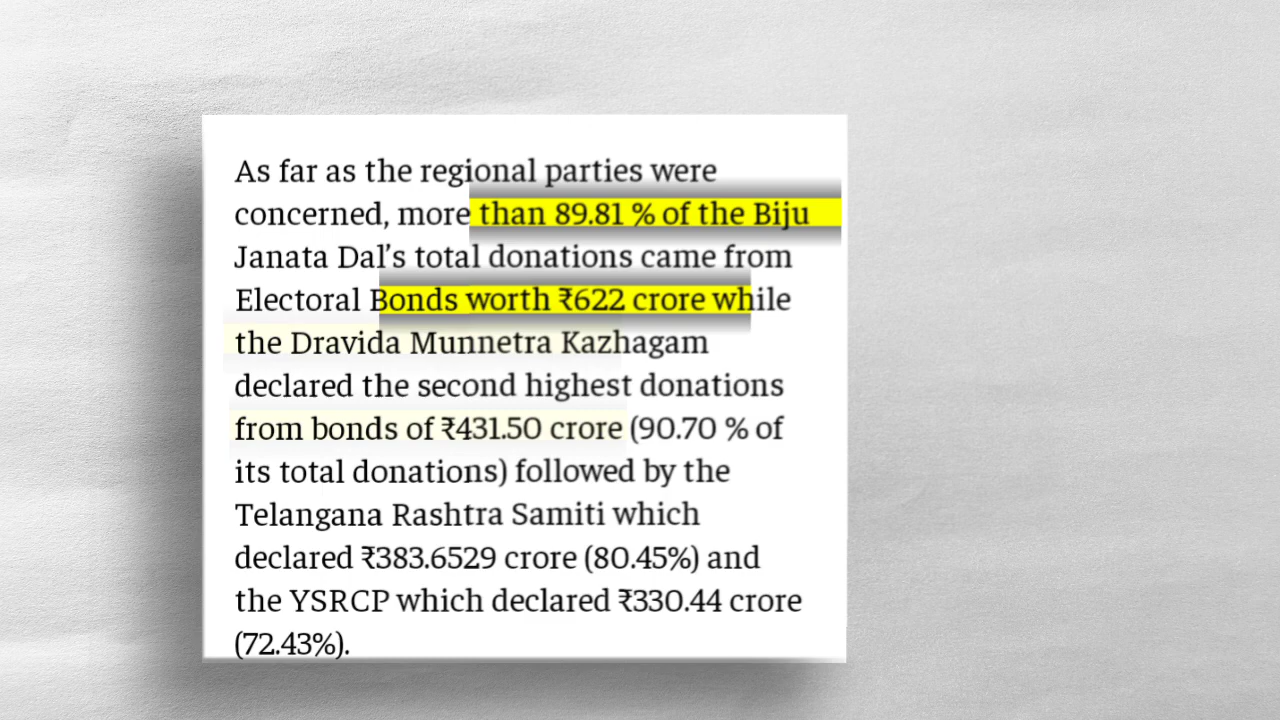 As far as the regional parties were
concerned, more than 89.81 % of the Biju
Janata Dal’s total donations came from
Electoral Bonds worth ₹622 crore while
the Dravida Munnetra Kazhagam
declared the second highest donations
from bonds of ₹431.50 crore (90.70 % of
its total donations) followed by the
Telangana Rashtra Samiti which
declared ₹383.6529 crore (80.45%) and
the YSRCP which declared ₹330.44 crore
(72.43%).